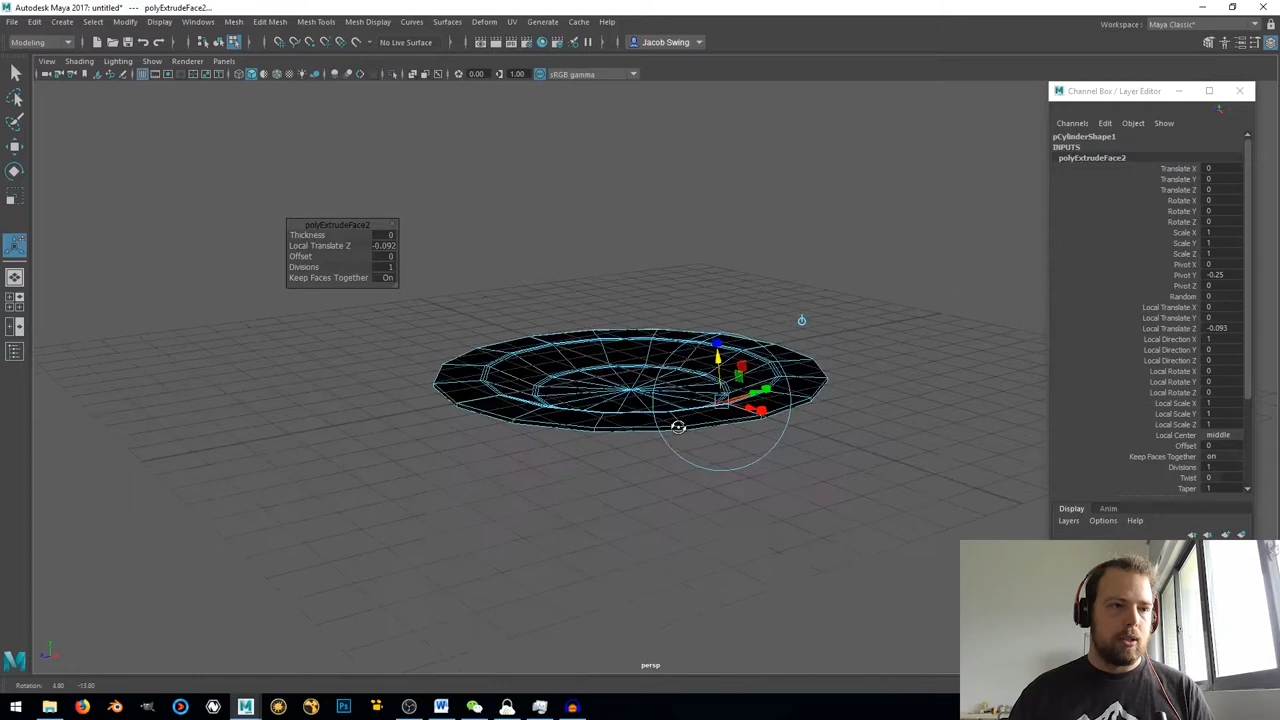 Autodesk Maya 2017: untitled*   ---   polyExtrudeFace2...
File Edit Create Select Modify Display Windows Mesh Edit Mesh Mesh Tools Mesh Display Curves Surfaces Deform UV Generate Cache Help
Workspace : Maya Classic*
Modeling No Live Surface Jacob Swing
View Shading Lighting Show Renderer Panels
0.00 1.00 sRGB gamma
Channel Box / Layer Editor
Channels Edit Object Show
pCylinderShape1
INPUTS
polyExtrudeFace2
Translate X 0
Translate Y 0
Translate Z 0
Rotate X 0
Rotate Y 0
Rotate Z 0
Scale X 1
Scale Y 1
Scale Z 1
Pivot X 0
Pivot Y -0.25
Pivot Z 0
Random 0
Local Translate X 0
Local Translate Y 0
Local Translate Z -0.093
Local Direction X 1
Local Direction Y 0
Local Direction Z 0
Local Rotate X 0
Local Rotate Y 0
Local Rotate Z 0
Local Scale X 1
Local Scale Y 1
Local Scale Z 1
Local Center middle
Offset 0
Keep Faces Together on
Divisions 1
Twist 0
Taper 1
polyExtrudeFace2
Thickness 0
Local Translate Z -0.092
Offset 0
Divisions 1
Keep Faces Together On
Display Anim
Layers Options Help
persp
Rotation: 4.80 -13.80